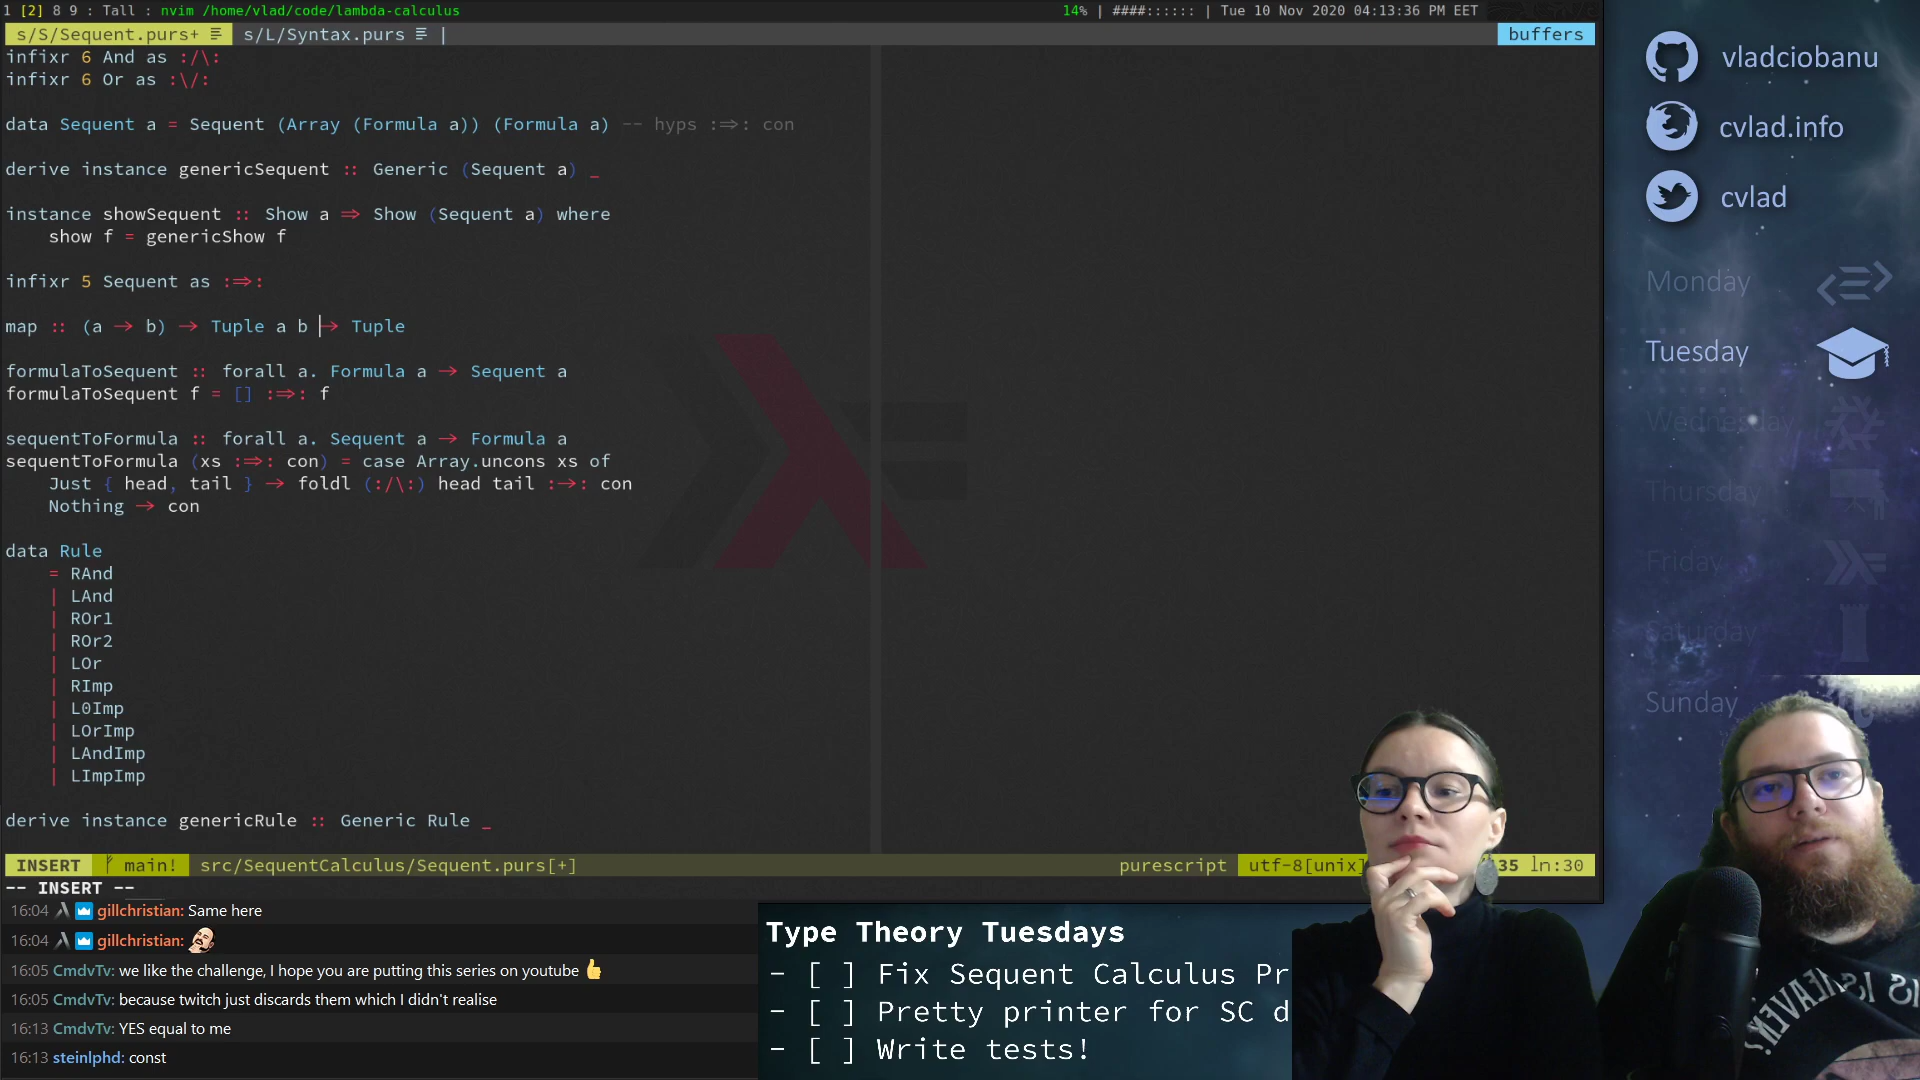 1 [2] 8 9 : Tall : nvim /home/vlad/code/lambda-calculus
14% | ####:::::: | Tue 10 Nov 2020 04:13:36 PM EET
s/S/Sequent.purs+ s/L/Syntax.purs | buffers
infixr 6 And as :/\:
infixr 6 Or as :\/:
data Sequent a = Sequent (Array (Formula a)) (Formula a) -- hyps :⇒: con
derive instance genericSequent :: Generic (Sequent a) _
instance showSequent :: Show a ⇒ Show (Sequent a) where
show f = genericShow f
infixr 5 Sequent as :⇒:
map :: (a → b) → Tuple a b → Tuple
formulaToSequent :: forall a. Formula a → Sequent a
formulaToSequent f = [] :⇒: f
sequentToFormula :: forall a. Sequent a → Formula a
sequentToFormula (xs :⇒: con) = case Array.uncons xs of
Just { head, tail } → foldl (:/\:) head tail :→: con
Nothing → con
data Rule
= RAnd
| LAnd
| ROr1
| ROr2
| LOr
| RImp
| L0Imp
| LOrImp
| LAndImp
| LImpImp
derive instance genericRule :: Generic Rule _
INSERT main! src/SequentCalculus/Sequent.purs[+] purescript utf-8[unix] 35 ln:30
-- INSERT --
16:04 gillchristian: Same here
16:04 gillchristian:
16:05 CmdvTv: we like the challenge, I hope you are putting this series on youtube
16:05 CmdvTv: because twitch just discards them which I didn't realise
16:13 CmdvTv: YES equal to me
16:13 steinlphd: const
Type Theory Tuesdays
- [ ] Fix Sequent Calculus Pr
- [ ] Pretty printer for SC d
- [ ] Write tests!
vladciobanu
cvlad.info
cvlad
Monday
Tuesday
Wednesday
Thursday
Friday
Saturday
Sunday